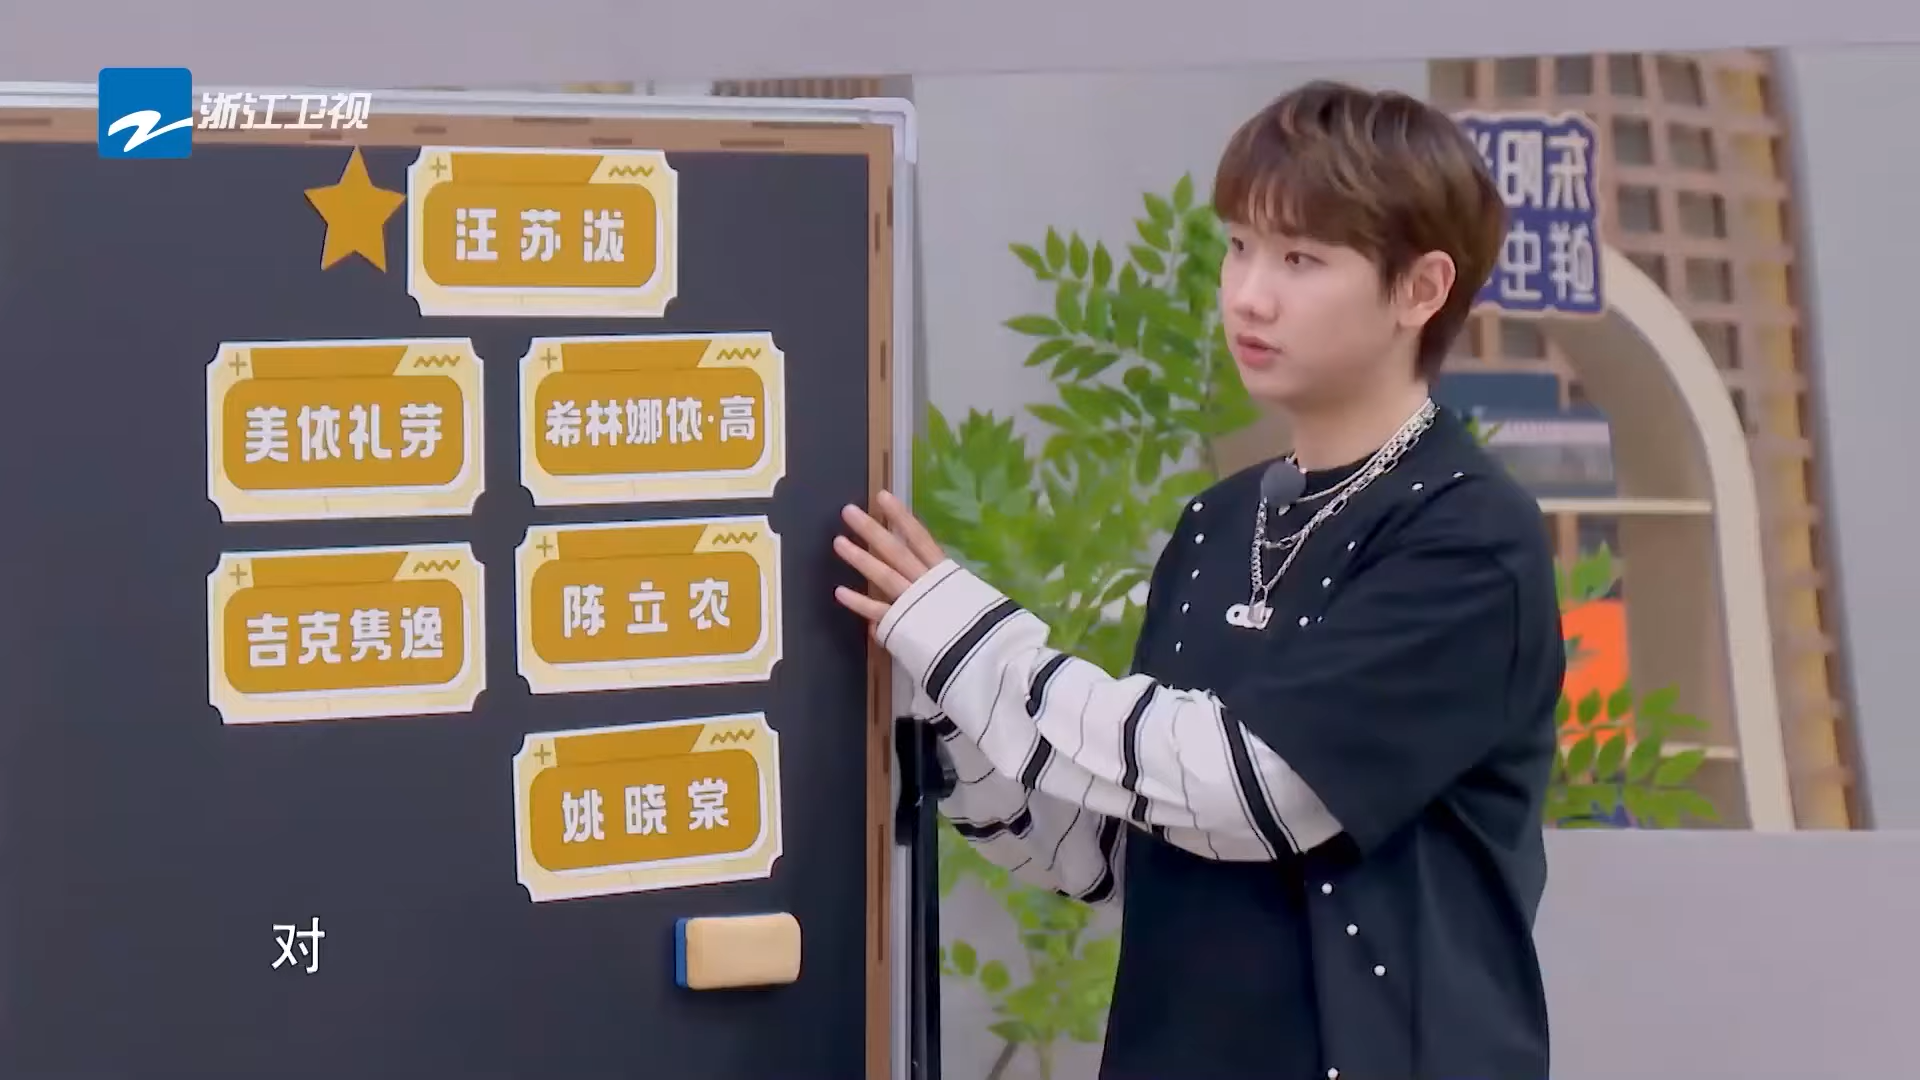 浙江卫视
汪苏泷
美依礼芽
希林娜依·高
吉克隽逸
陈立农
姚晓棠
对